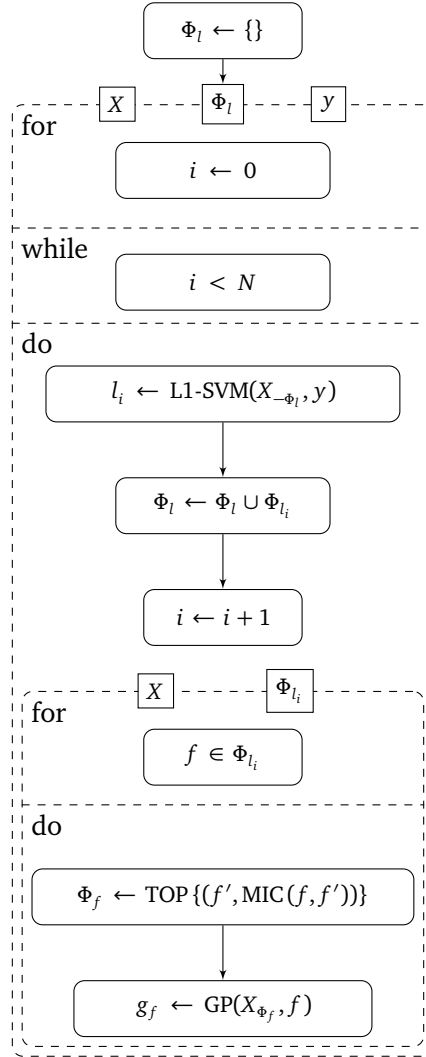 Φ_l ← {}
X Φ_l y
for
i ← 0
while
i < N
do
l_i ← L1-SVM(X_{−Φ_l}, y)
Φ_l ← Φ_l ∪ Φ_{l_i}
i ← i + 1
X Φ_{l_i}
for
f ∈ Φ_{l_i}
do
Φ_f ← TOP{(f′, MIC(f, f′))}
g_f ← GP(X_{Φ_f}, f)